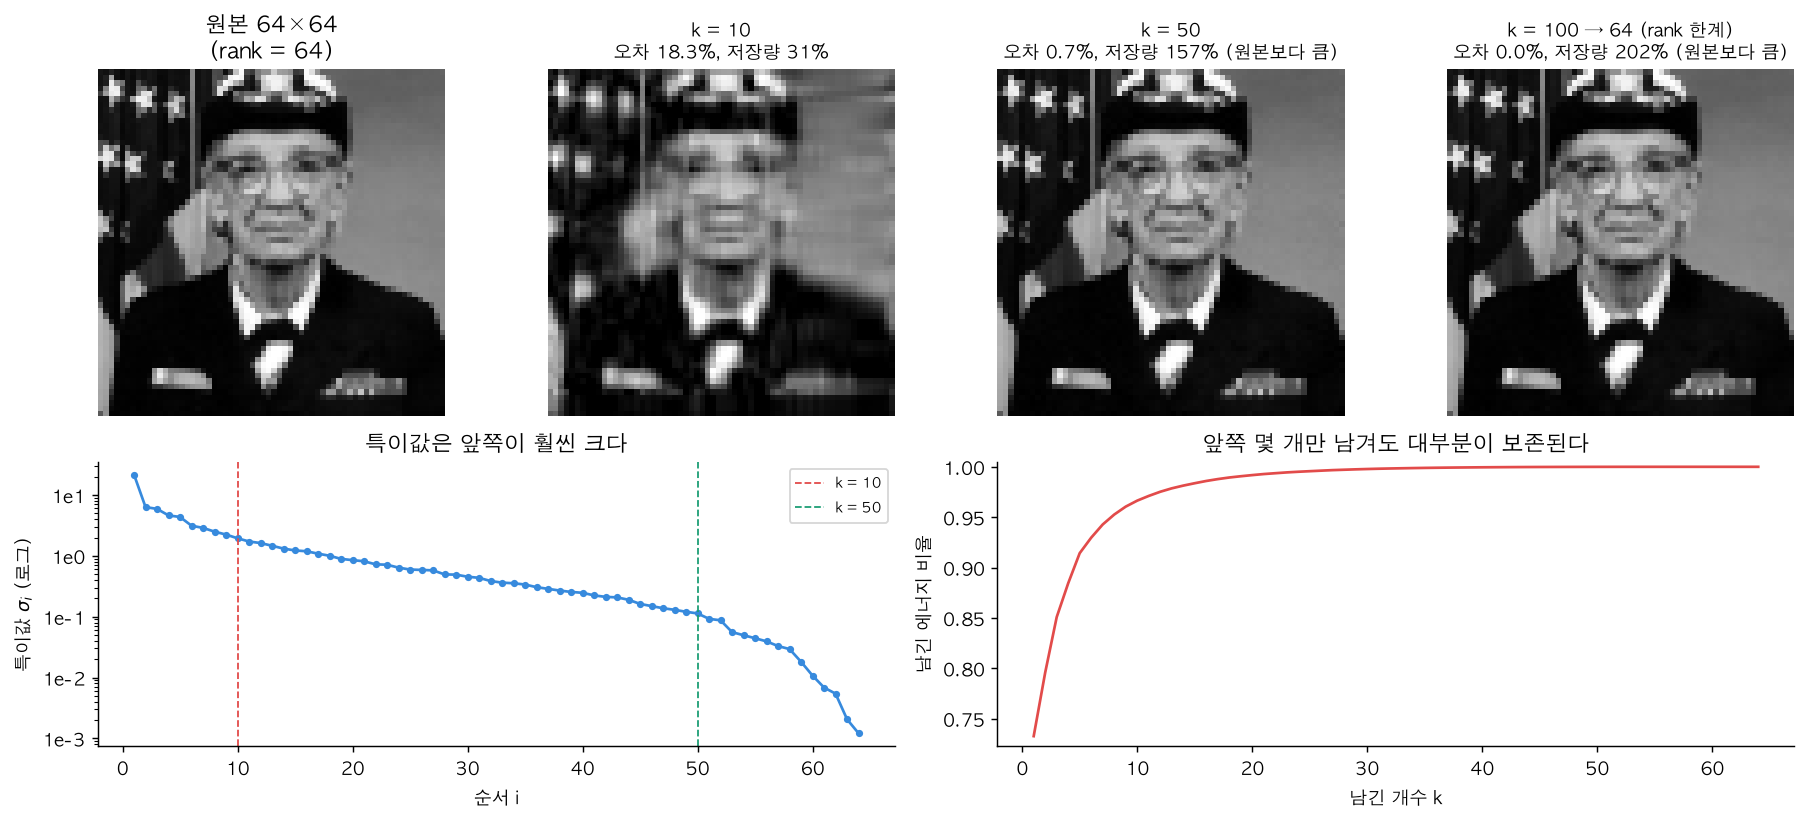 원본 64×64
(rank = 64)
k = 10
오차 18.3%, 저장량 31%
k = 50
오차 0.7%, 저장량 157% (원본보다 큼)
k = 100 → 64 (rank 한계)
오차 0.0%, 저장량 202% (원본보다 큼)
특이값은 앞쪽이 훨씬 크다
특이값 σi (로그)
1e1
1e0
1e-1
1e-2
1e-3
k = 10
k = 50
0 10 20 30 40 50 60
순서 i
앞쪽 몇 개만 남겨도 대부분이 보존된다
남긴 에너지 비율
1.00
0.95
0.90
0.85
0.80
0.75
0 10 20 30 40 50 60
남긴 개수 k